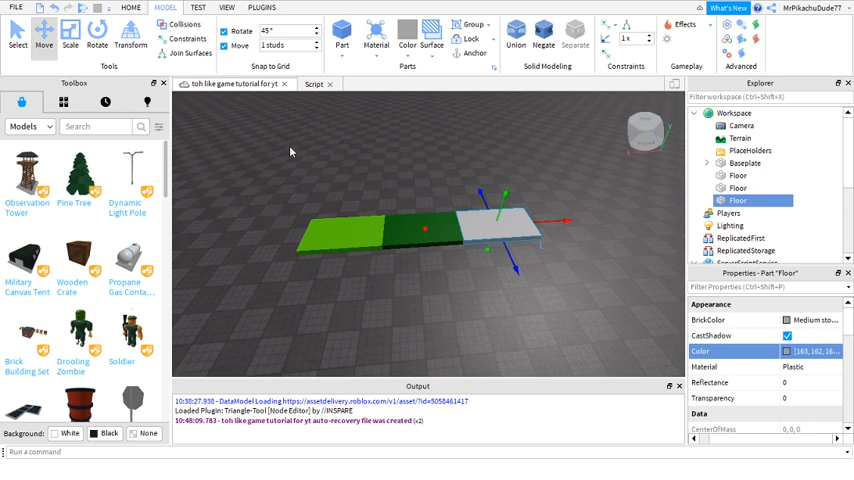 FILE HOME MODEL TEST VIEW PLUGINS What's New MrPikachuDude77
Select Move Scale Rotate Transform
Collisions
Constraints
Join Surfaces
Tools
Rotate 45°
Move 1 studs
Snap to Grid
Part Material Color Surface
Group
Lock
Anchor
Parts
Union Negate Separate
Solid Modeling
1x
Constraints
Effects
Gameplay
Advanced
Toolbox
Models Search
Observation Tower
Pine Tree
Dynamic Light Pole
Military Canvas Tent
Wooden Crate
Propane Gas Conta...
Brick Building Set
Drooling Zombie
Soldier
Background: White Black None
toh like game tutorial for yt Script
Output
10:38:27.938 - DataModel Loading https://assetdelivery.roblox.com/v1/asset/?id=5058461417
Loaded Plugin: Triangle-Tool [Node Editor] by //INSPARE
10:48:09.783 - toh like game tutorial for yt auto-recovery file was created (x2)
Explorer
Filter workspace (Ctrl+Shift+X)
Workspace
Camera
Terrain
PlaceHolders
Baseplate
Floor
Floor
Floor
Players
Lighting
ReplicatedFirst
ReplicatedStorage
ServerScriptService
Properties - Part "Floor"
Filter Properties (Ctrl+Shift+P)
Appearance
BrickColor Medium sto...
CastShadow
Color [163, 162, 16...
Material Plastic
Reflectance 0
Transparency 0
Data
CenterOfMass 0, 0, 0
Run a command